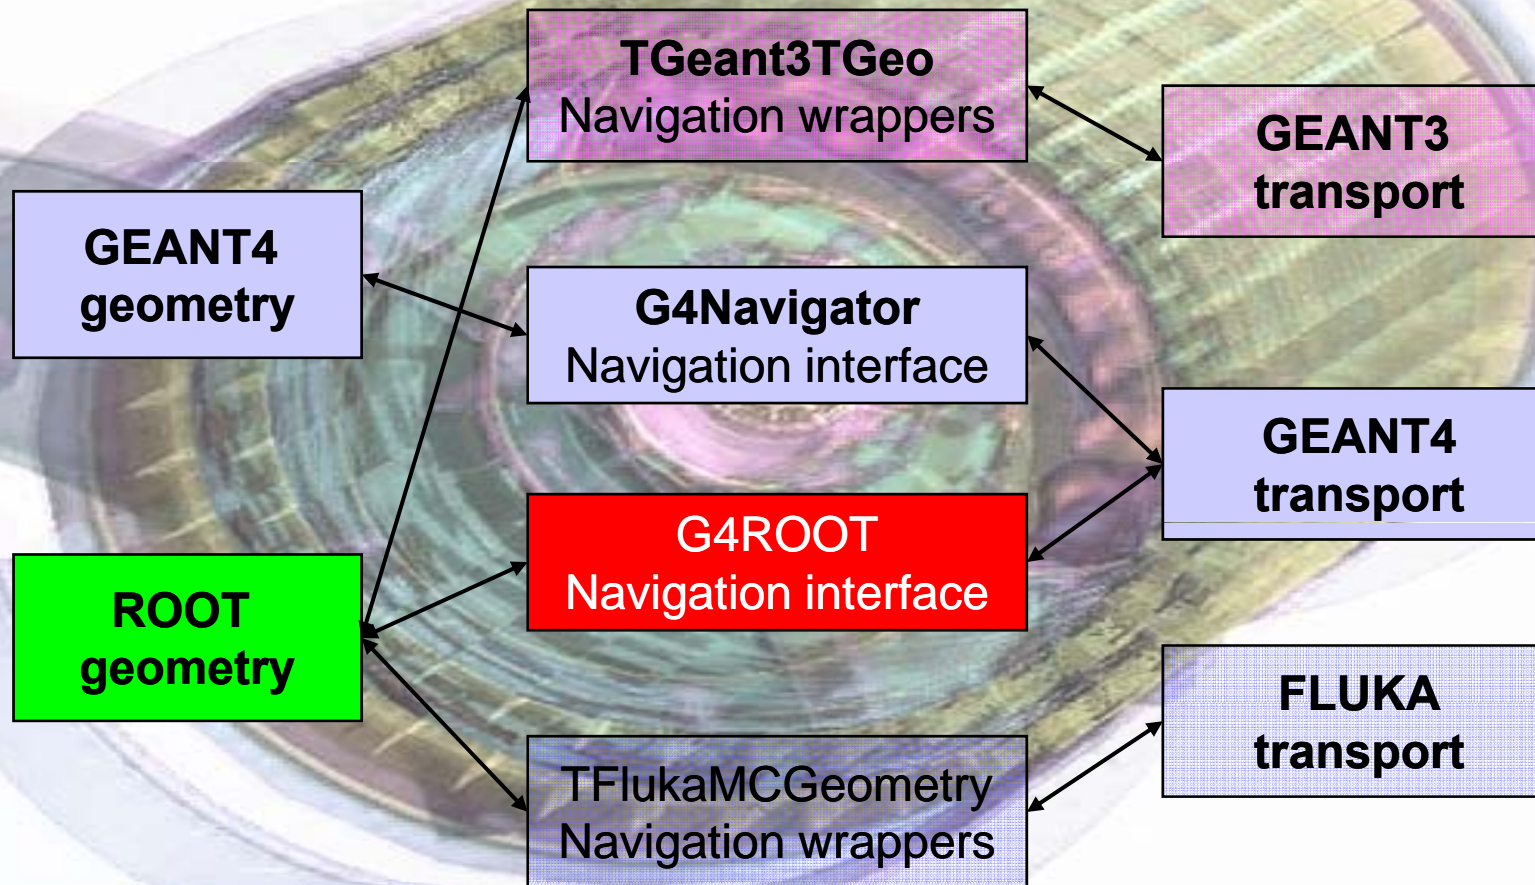 TGeant3TGeo
Navigation wrappers
GEANT3
transport
GEANT4
geometry
G4Navigator
Navigation interface
GEANT4
transport
G4ROOT
Navigation interface
ROOT
geometry
FLUKA
transport
TFlukaMCGeometry
Navigation wrappers